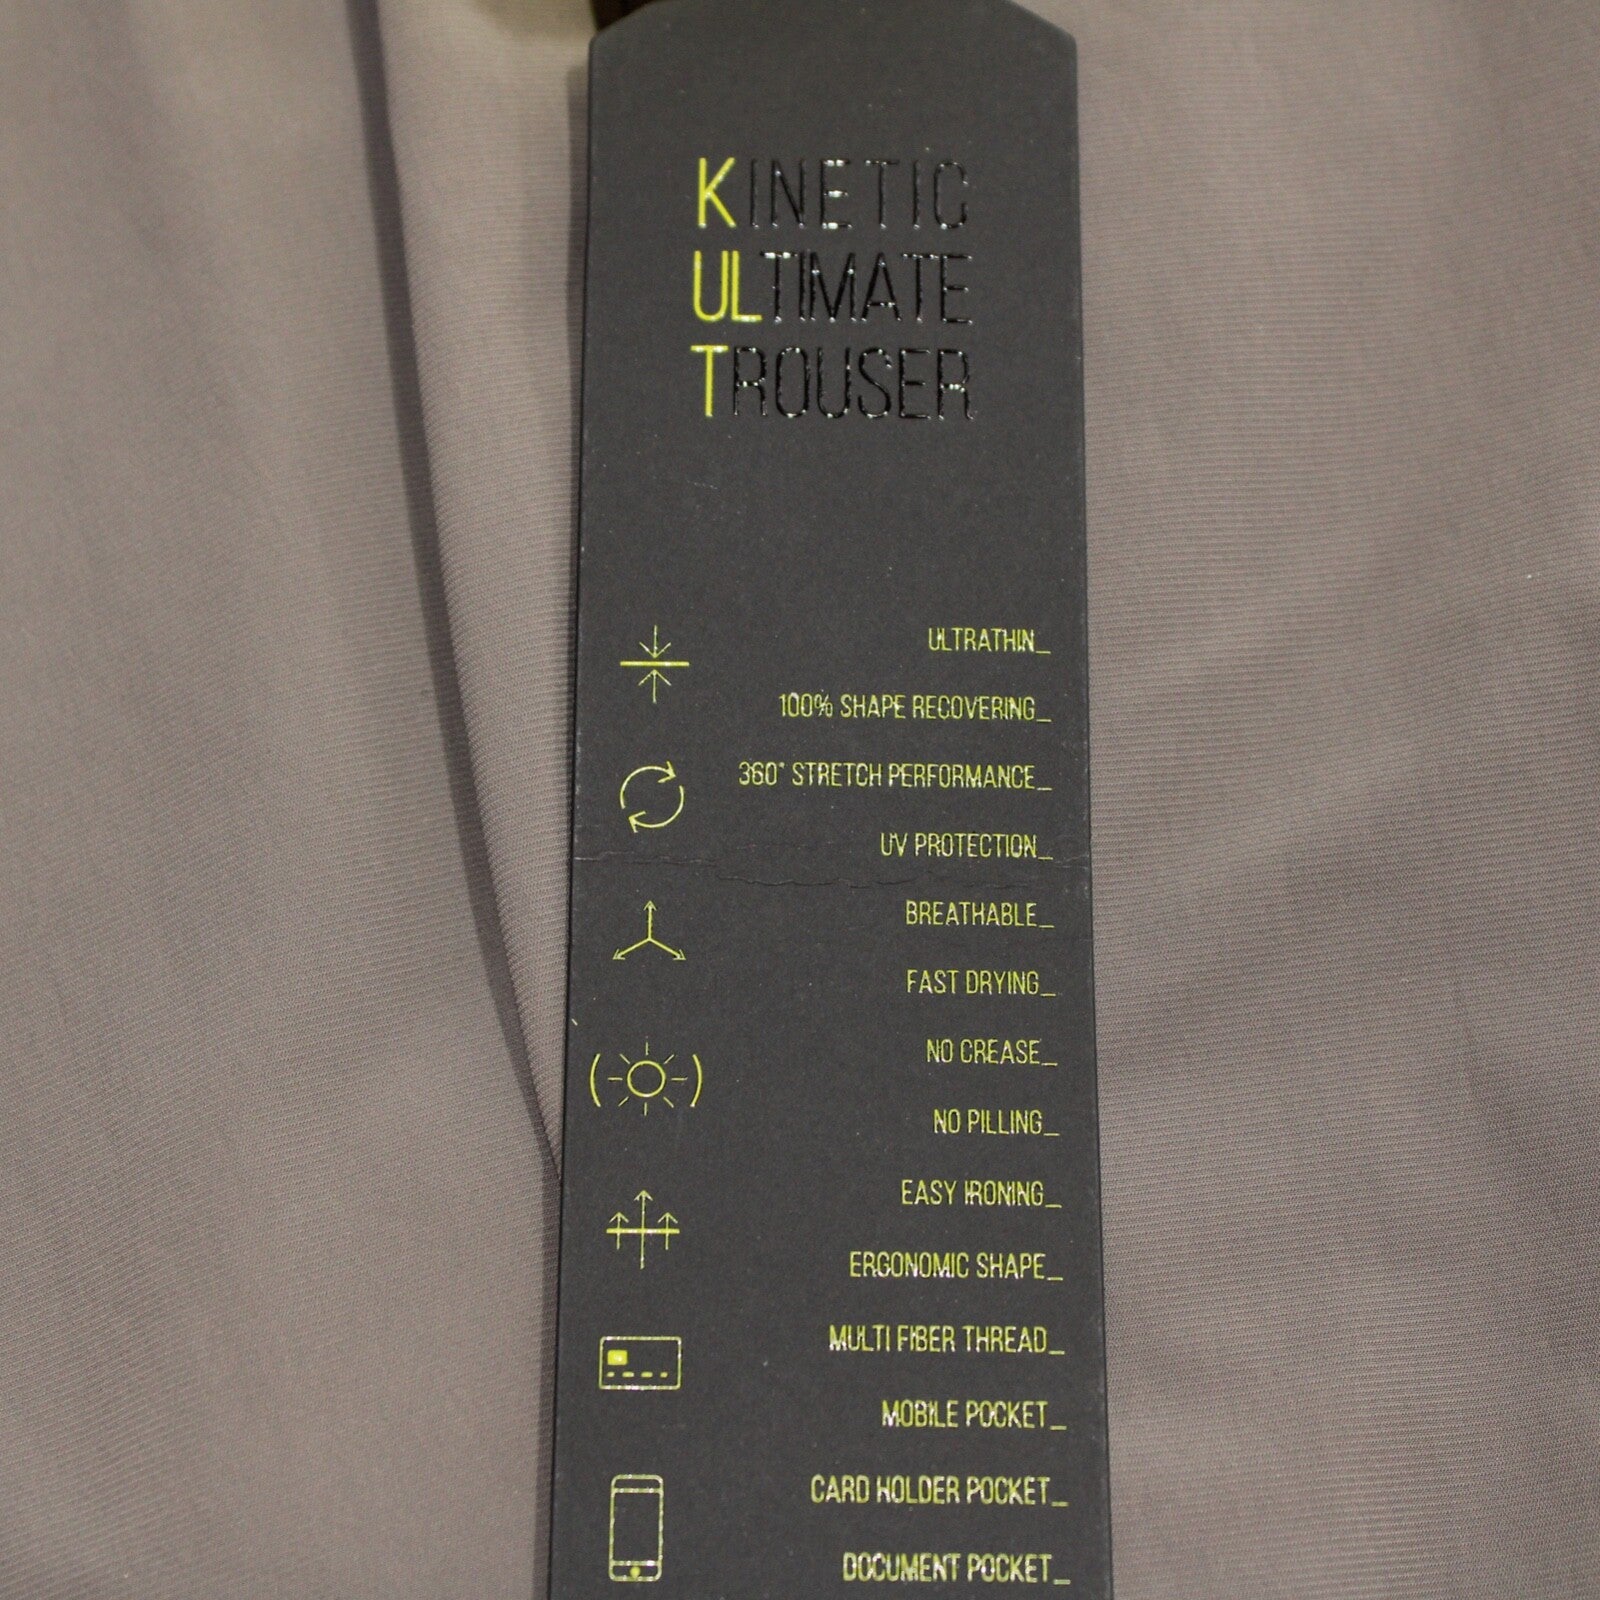 KINETIC
ULTIMATE
TROUSER
ULTRATHIN_
100% SHAPE RECOVERING_
360° STRETCH PERFORMANCE_
UV PROTECTION_
BREATHABLE_
FAST DRYING_
NO CREASE_
NO PILLING_
EASY IRONING_
ERGONOMIC SHAPE_
MULTI FIBER THREAD_
MOBILE POCKET_
CARD HOLDER POCKET_
DOCUMENT POCKET_